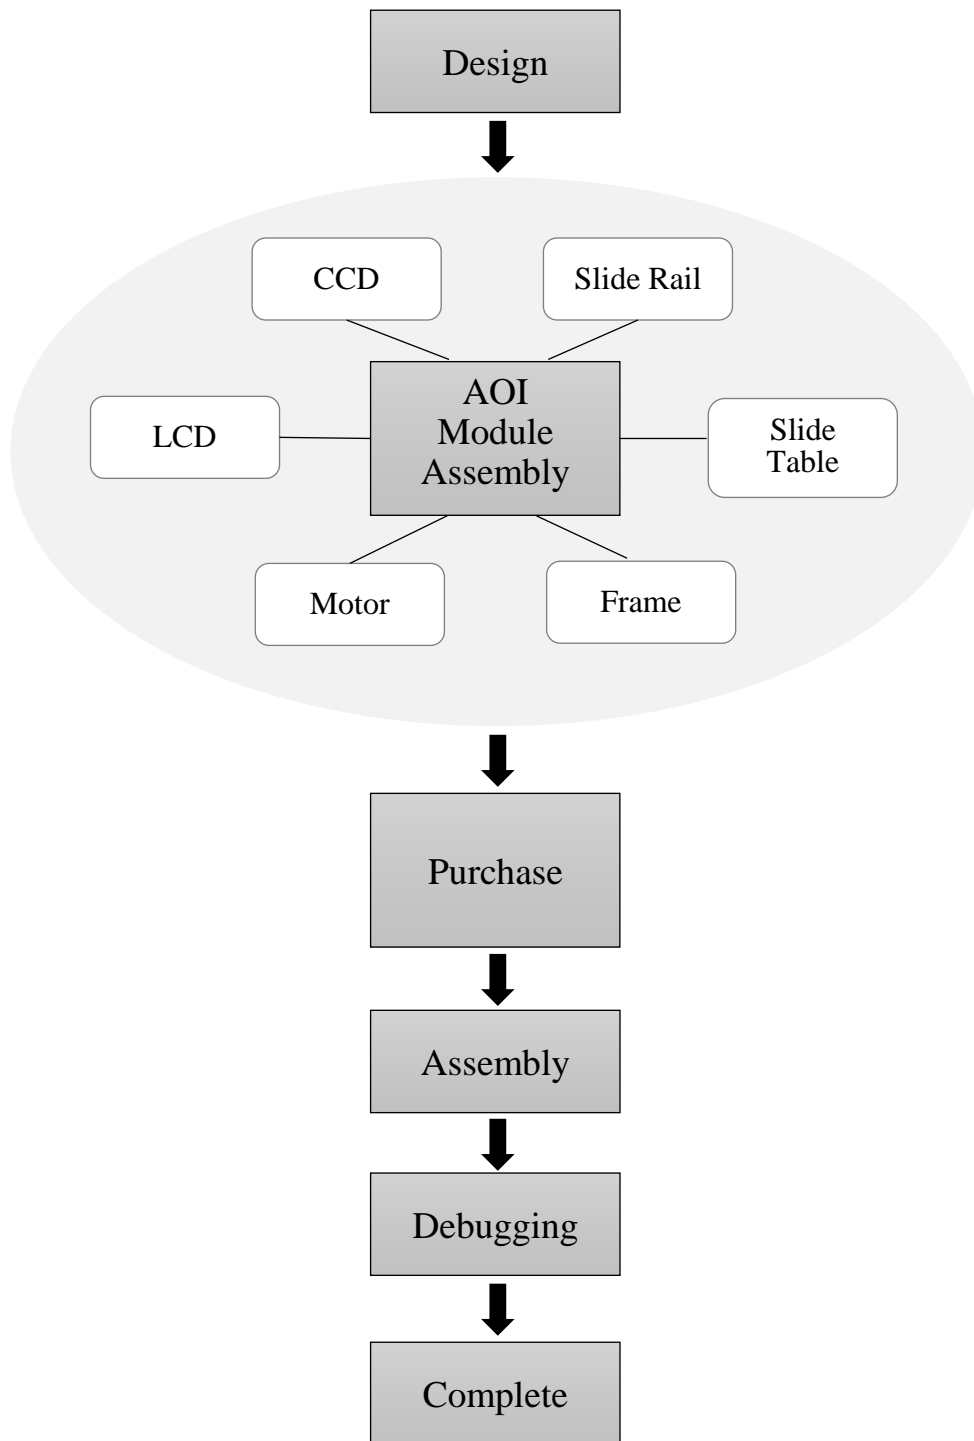 Design
CCD
Slide Rail
AOI
Module
Assembly
LCD
Slide
Table
Motor
Frame
Purchase
Assembly
Debugging
Complete